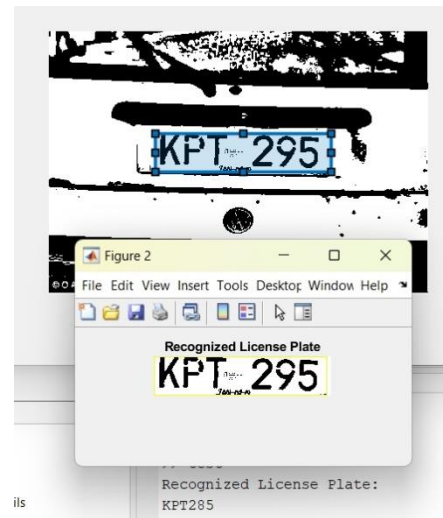 KPT 295
Figure 2
File Edit View Insert Tools Desktop Window Help
Recognized License Plate
KPT 295
Recognized License Plate:
ils
KPT285